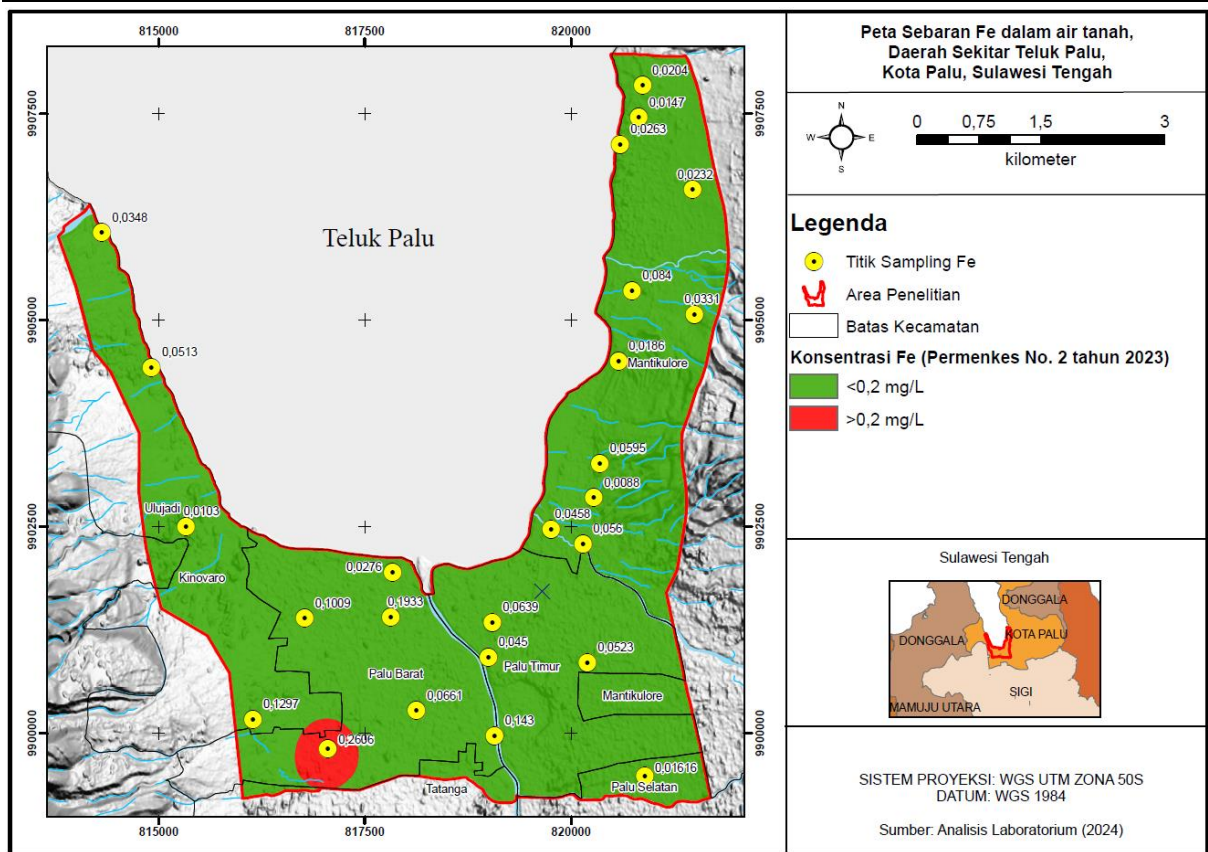 815000
817500
820000
9907500
9905000
9902500
9900000
9907500
9905000
9902500
9900000
815000
817500
820000
0,0204
0,0147
0,0263
0,0232
0,0348
Teluk Palu
0,084
0,0331
0,0513
0,0186
Mantikulore
0,0595
0,0088
Ulujadi
0,0103
0,0458
0,056
Kinovaro
0,0276
0,1009
0,1933
0,0639
0,045
Palu Timur
0,0523
Palu Barat
Mantikulore
0,0661
0,1297
0,143
0,2606
0,01616
Tatanga
Palu Selatan
Peta Sebaran Fe dalam air tanah,
Daerah Sekitar Teluk Palu,
Kota Palu, Sulawesi Tengah
N
W
E
S
0 0,75 1,5 3
kilometer
Legenda
Titik Sampling Fe
Area Penelitian
Batas Kecamatan
Konsentrasi Fe (Permenkes No. 2 tahun 2023)
<0,2 mg/L
>0,2 mg/L
Sulawesi Tengah
DONGGALA
DONGGALA
KOTA PALU
SIGI
MAMUJU UTARA
SISTEM PROYEKSI: WGS UTM ZONA 50S
DATUM: WGS 1984
Sumber: Analisis Laboratorium (2024)